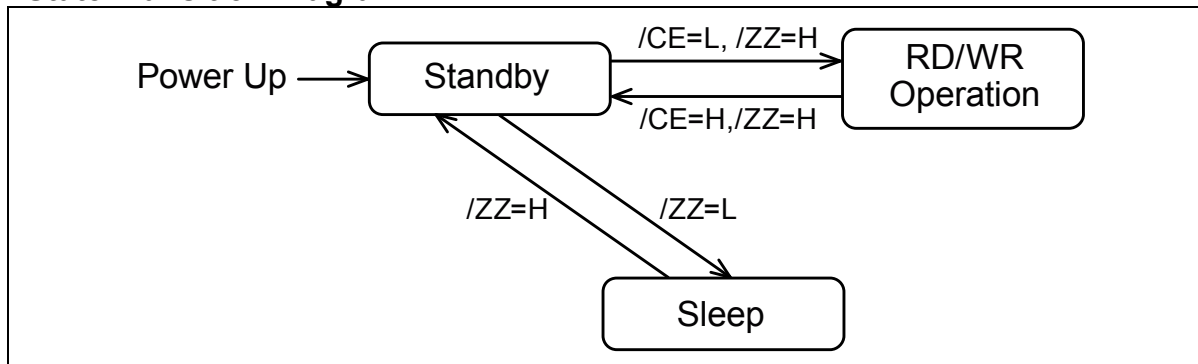 /CE=L, /ZZ=H
Power Up
Standby
RD/WR
Operation
/CE=H,/ZZ=H
/ZZ=H
/ZZ=L
Sleep